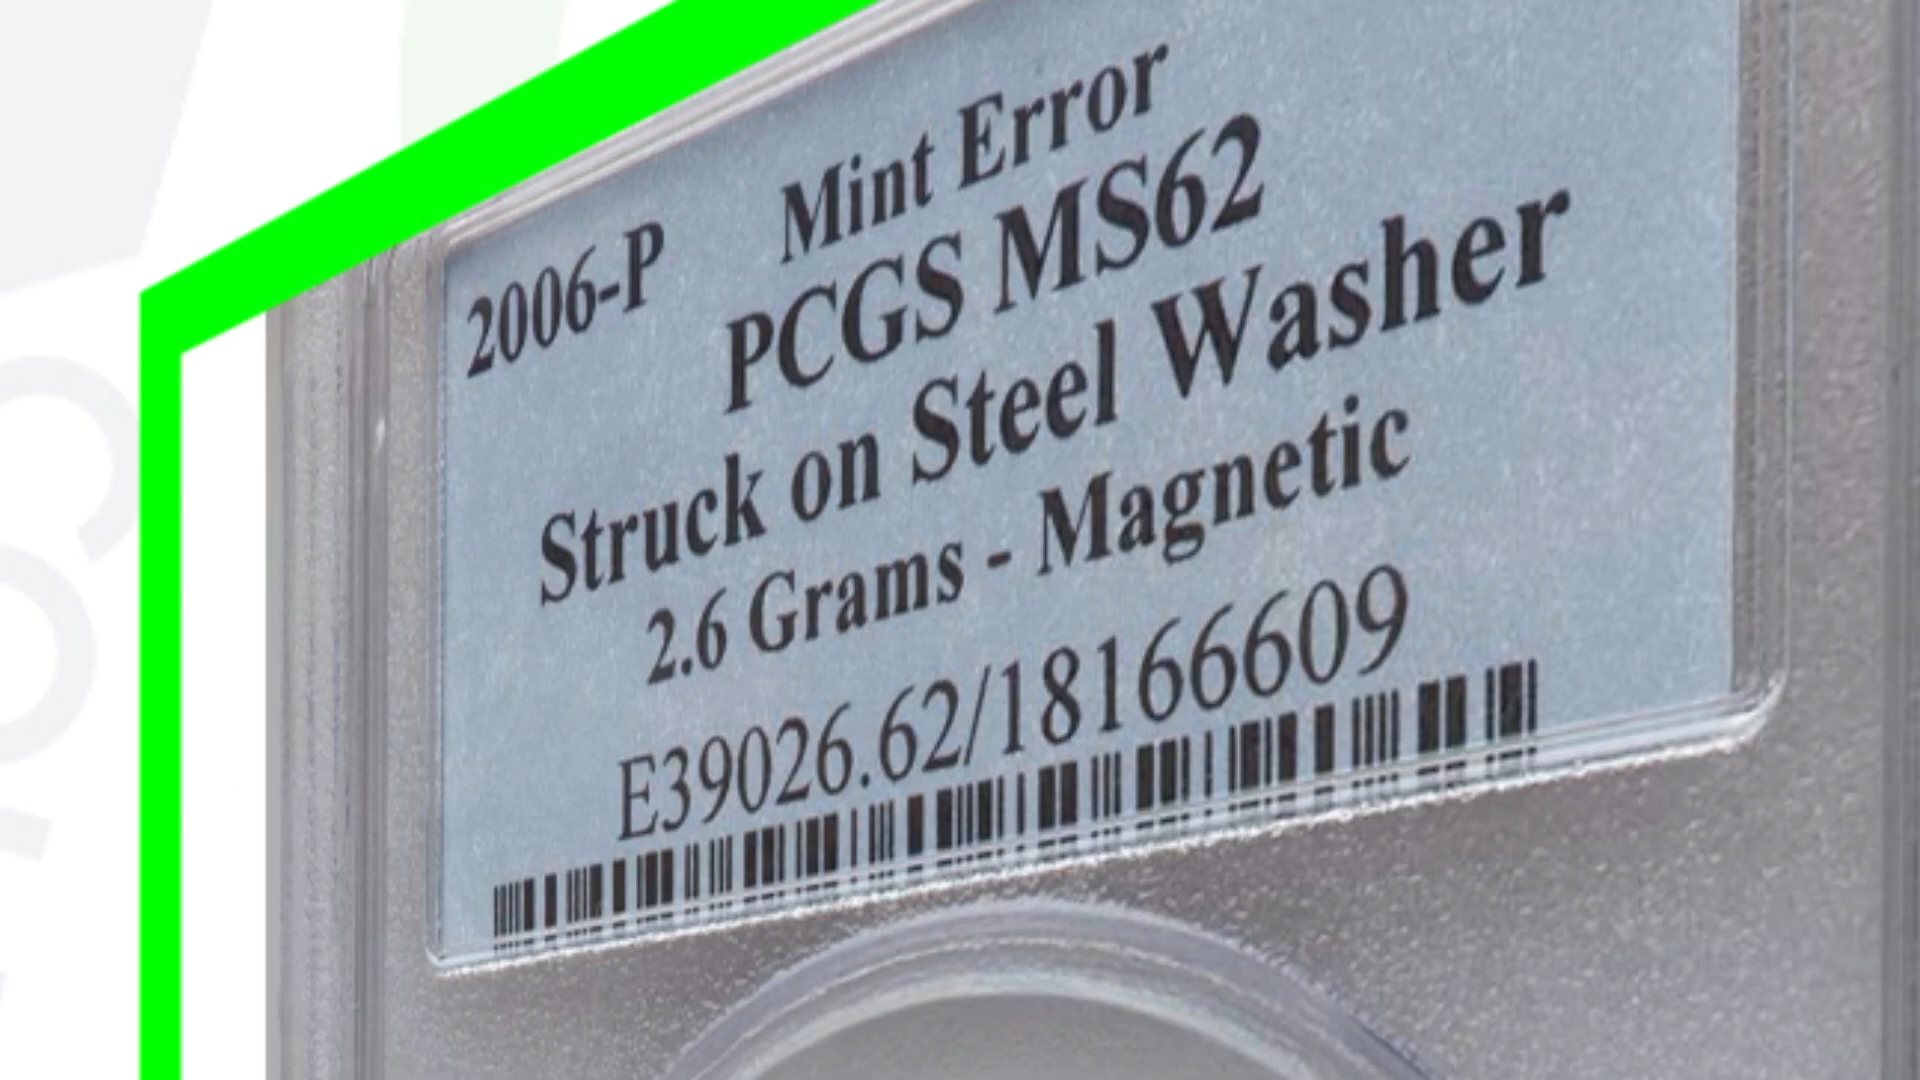 Mint Error
2006-P PCGS MS62
Struck on Steel Washer
2.6 Grams - Magnetic
E39026.62/18166609